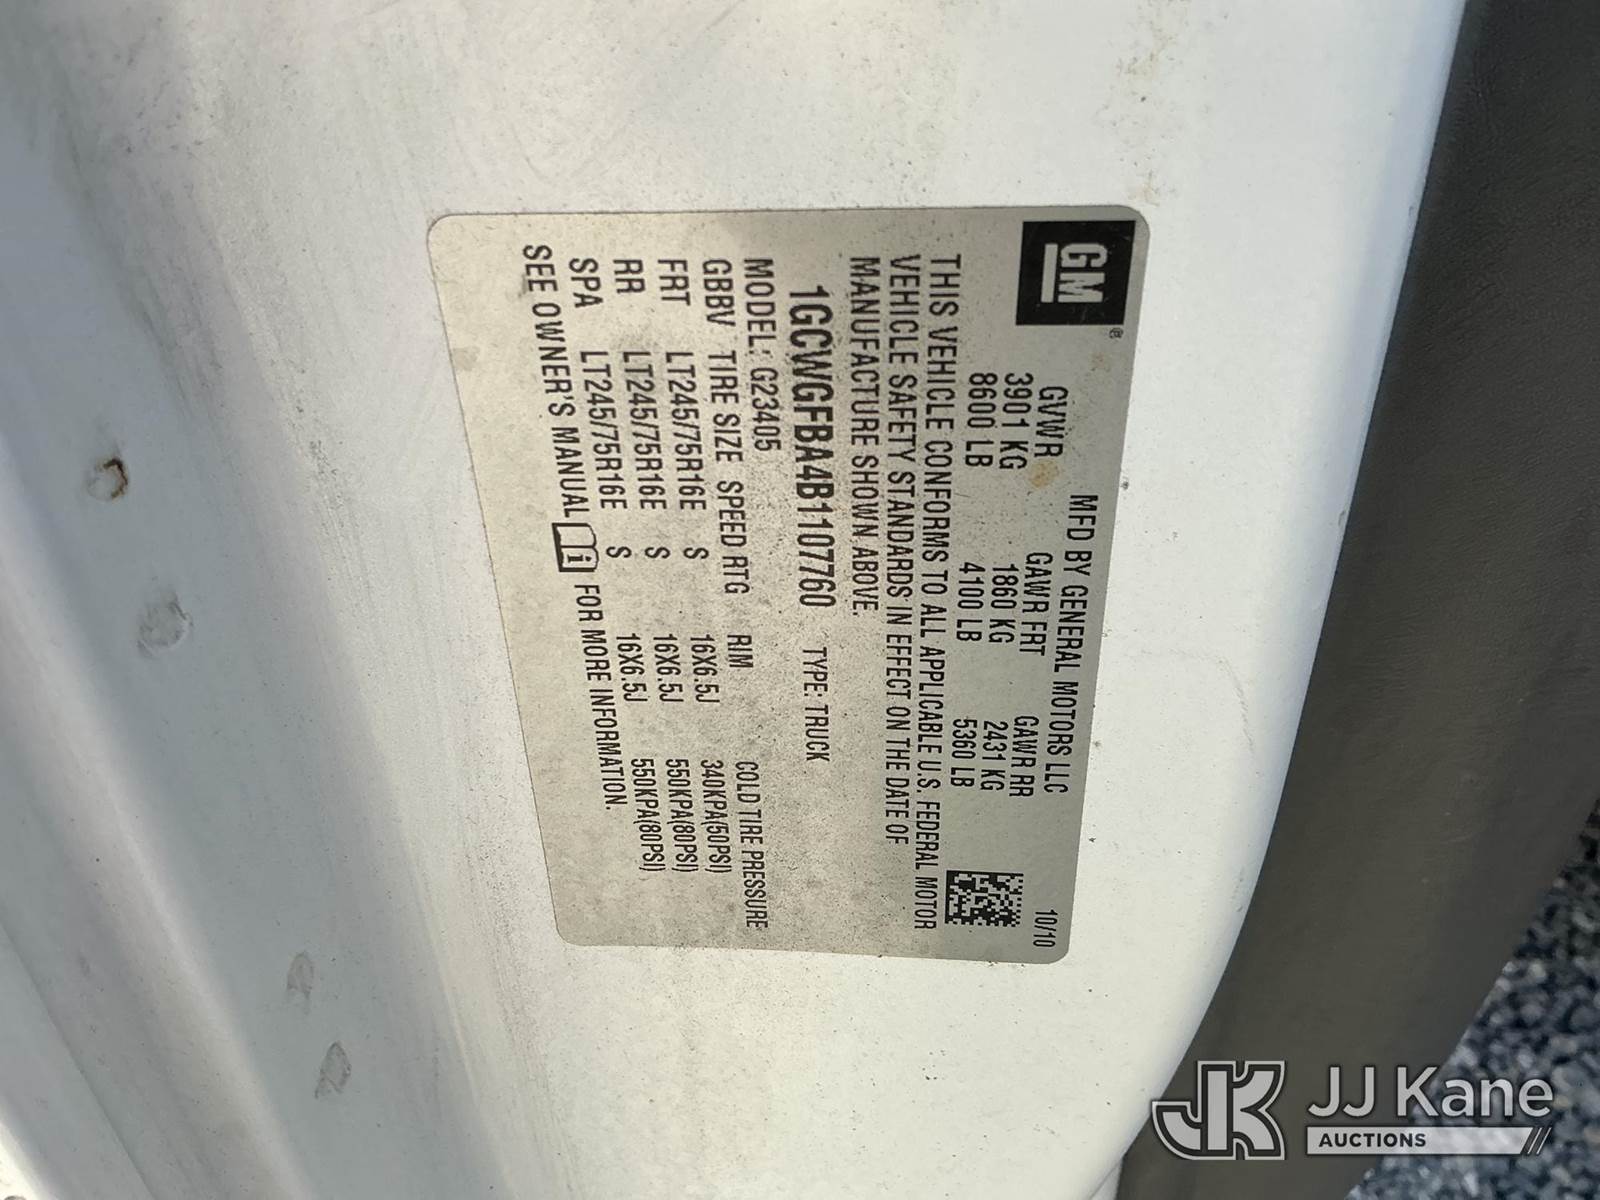 GM®
MFD BY GENERAL MOTORS LLC 10/10
GVWR GAWR FRT GAWR RR
3901 KG 1860 KG 2431 KG
8600 LB 4100 LB 5360 LB
THIS VEHICLE CONFORMS TO ALL APPLICABLE U.S. FEDERAL MOTOR
VEHICLE SAFETY STANDARDS IN EFFECT ON THE DATE OF
MANUFACTURE SHOWN ABOVE.
1GCWGFBA4B1107760 TYPE: TRUCK
MODEL: G23405
GBBV TIRE SIZE SPEED RTG RIM COLD TIRE PRESSURE
FRT LT245/75R16E S 16X6.5J 340KPA(50PSI)
RR LT245/75R16E S 16X6.5J 550KPA(80PSI)
SPA LT245/75R16E S 16X6.5J 550KPA(80PSI)
SEE OWNER'S MANUAL i FOR MORE INFORMATION.
JK JJ Kane
AUCTIONS